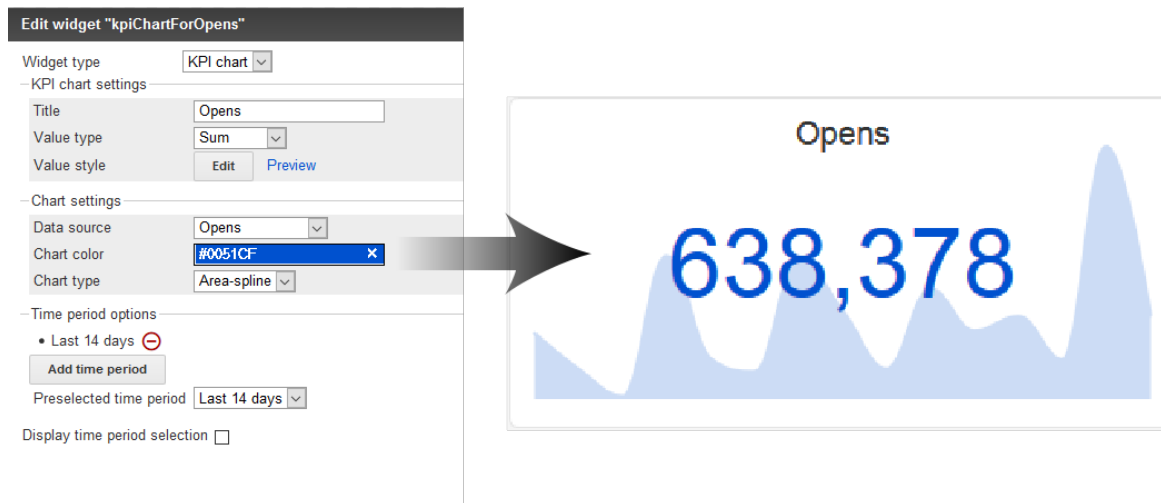 Edit widget "kpiChartForOpens"
Widget type KPI chart
KPI chart settings
Title Opens
Value type Sum
Value style Edit Preview
Chart settings
Data source Opens
Chart color #0051CF ×
Chart type Area-spline
Time period options
• Last 14 days
Add time period
Preselected time period Last 14 days
Display time period selection
Opens
638,378